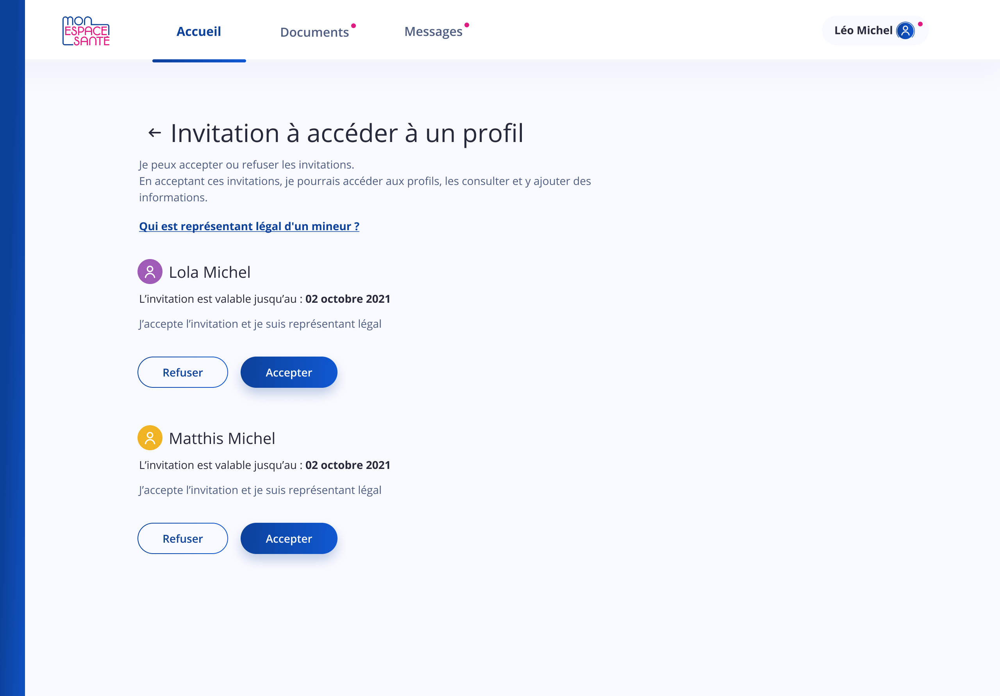 mon
ESPACE
SANTÉ
Accueil
Documents
Messages
Léo Michel
Invitation à accéder à un profil
Je peux accepter ou refuser les invitations.
En acceptant ces invitations, je pourrais accéder aux profils, les consulter et y ajouter des
informations.
Qui est représentant légal d'un mineur ?
Lola Michel
L’invitation est valable jusqu’au : 02 octobre 2021
J’accepte l’invitation et je suis représentant légal
Refuser
Accepter
Matthis Michel
L’invitation est valable jusqu’au : 02 octobre 2021
J’accepte l’invitation et je suis représentant légal
Refuser
Accepter